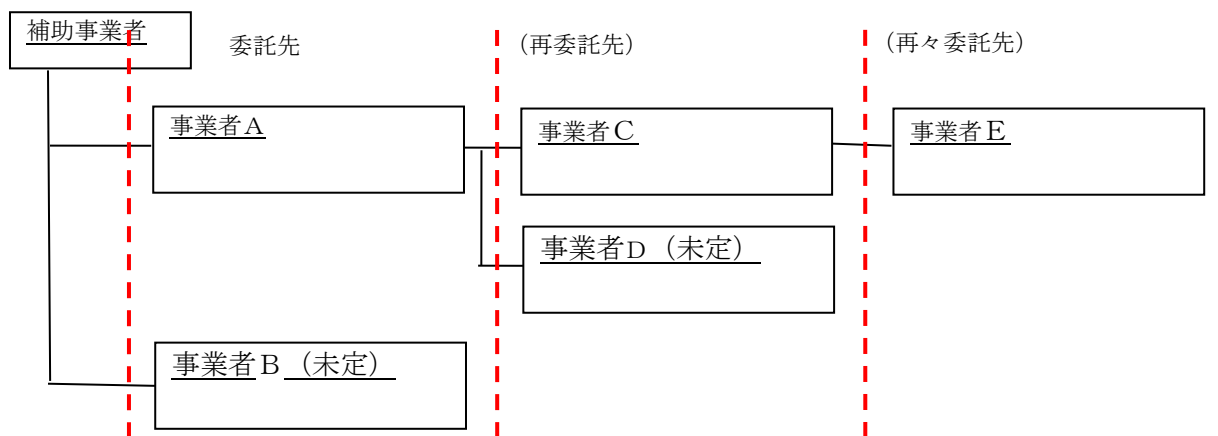 補助事業者
委託先
（再委託先）
（再々委託先）
事業者A
事業者C
事業者E
事業者D（未定）
事業者B（未定）